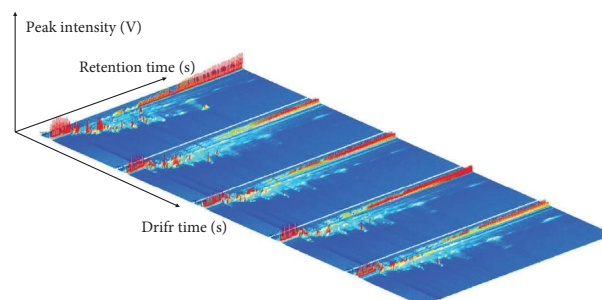 Peak intensity (V)
Retention time (s)
Drifr time (s)